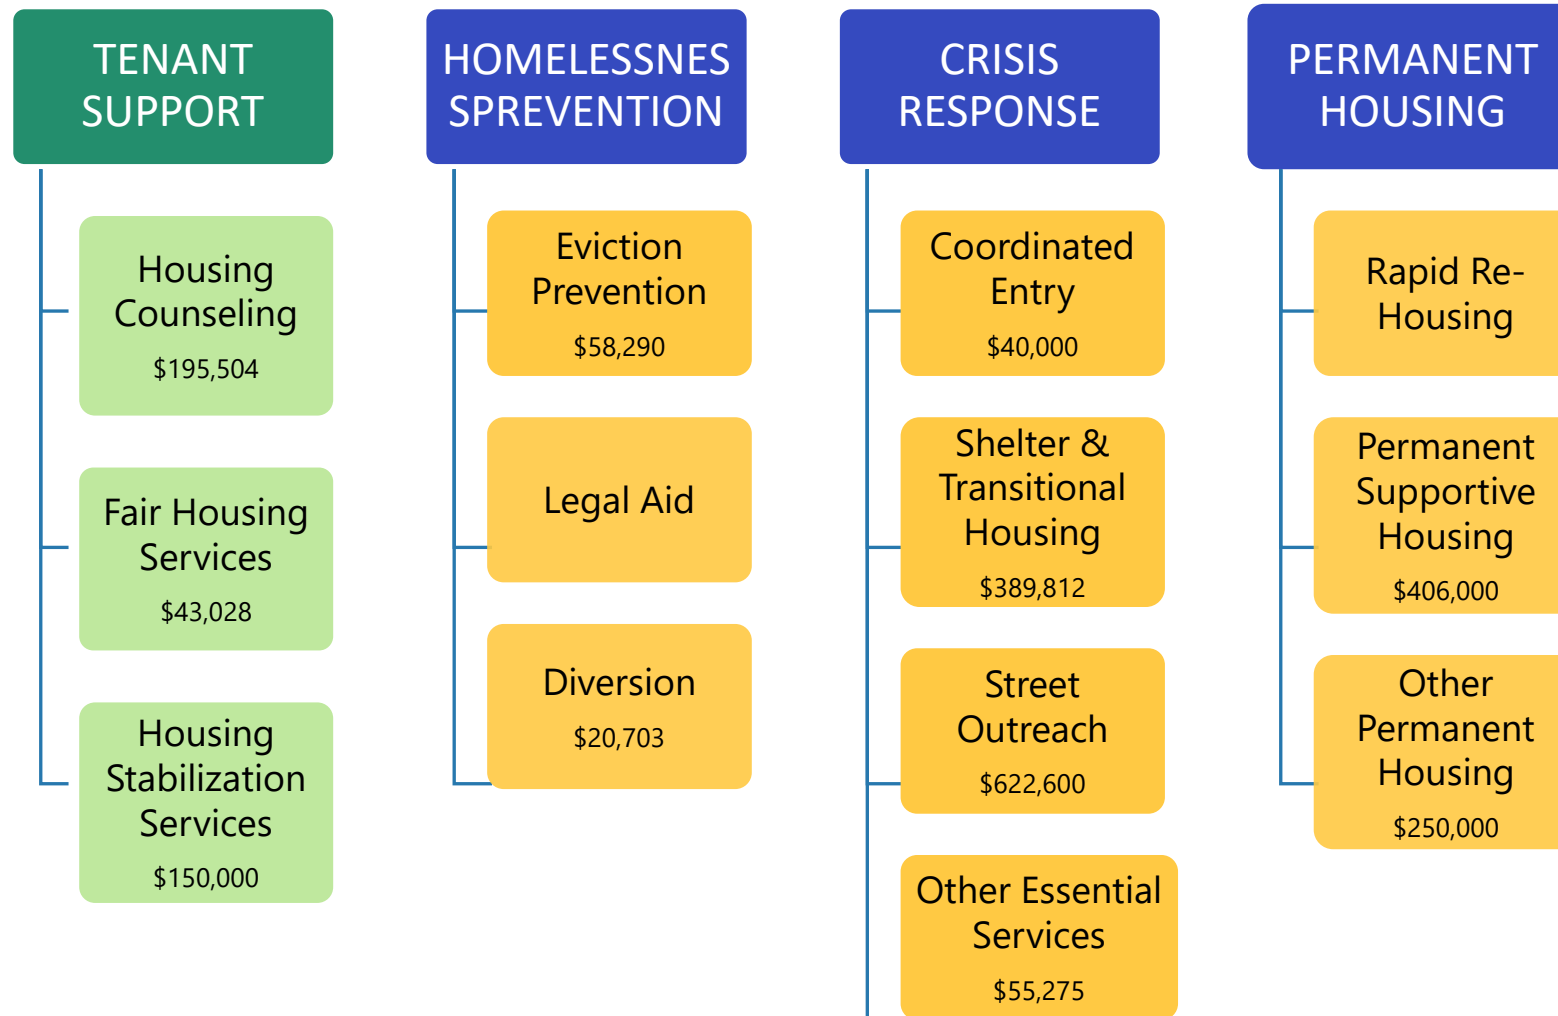 TENANT
SUPPORT
Housing
Counseling
$195,504
Fair Housing
Services
$43,028
Housing
Stabilization
Services
$150,000
HOMELESSNES
SPREVENTION
Eviction
Prevention
$58,290
Legal Aid
Diversion
$20,703
CRISIS
RESPONSE
Coordinated
Entry
$40,000
Shelter &
Transitional
Housing
$389,812
Street
Outreach
$622,600
Other Essential
Services
$55,275
PERMANENT
HOUSING
Rapid Re-
Housing
Permanent
Supportive
Housing
$406,000
Other
Permanent
Housing
$250,000